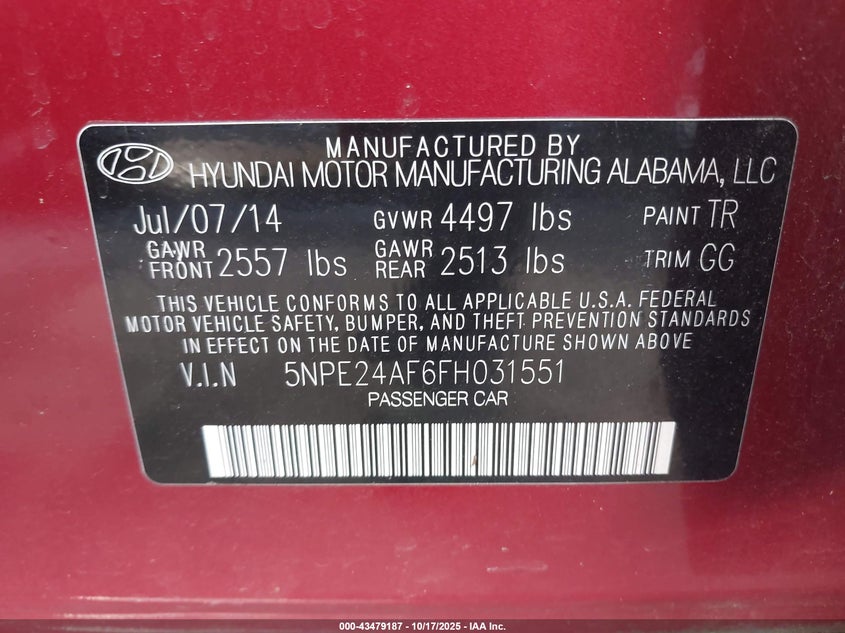 MANUFACTURED BY
HYUNDAI MOTOR MANUFACTURING ALABAMA, LLC
Jul/07/14 GVWR 4497 lbs PAINT TR
GAWR FRONT 2557 lbs GAWR REAR 2513 lbs TRIM GG
THIS VEHICLE CONFORMS TO ALL APPLICABLE U.S.A. FEDERAL
MOTOR VEHICLE SAFETY, BUMPER, AND THEFT PREVENTION STANDARDS
IN EFFECT ON THE DATE OF MANUFACTURE SHOWN ABOVE
V.I.N 5NPE24AF6FH031551
PASSENGER CAR
000-43479187 - 10/17/2025 - IAA Inc.